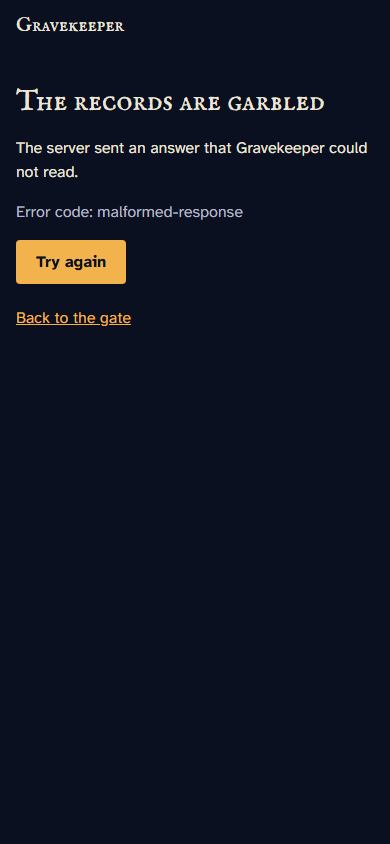 Gravekeeper
The records are garbled
The server sent an answer that Gravekeeper could
not read.
Error code: malformed-response
Try again
Back to the gate